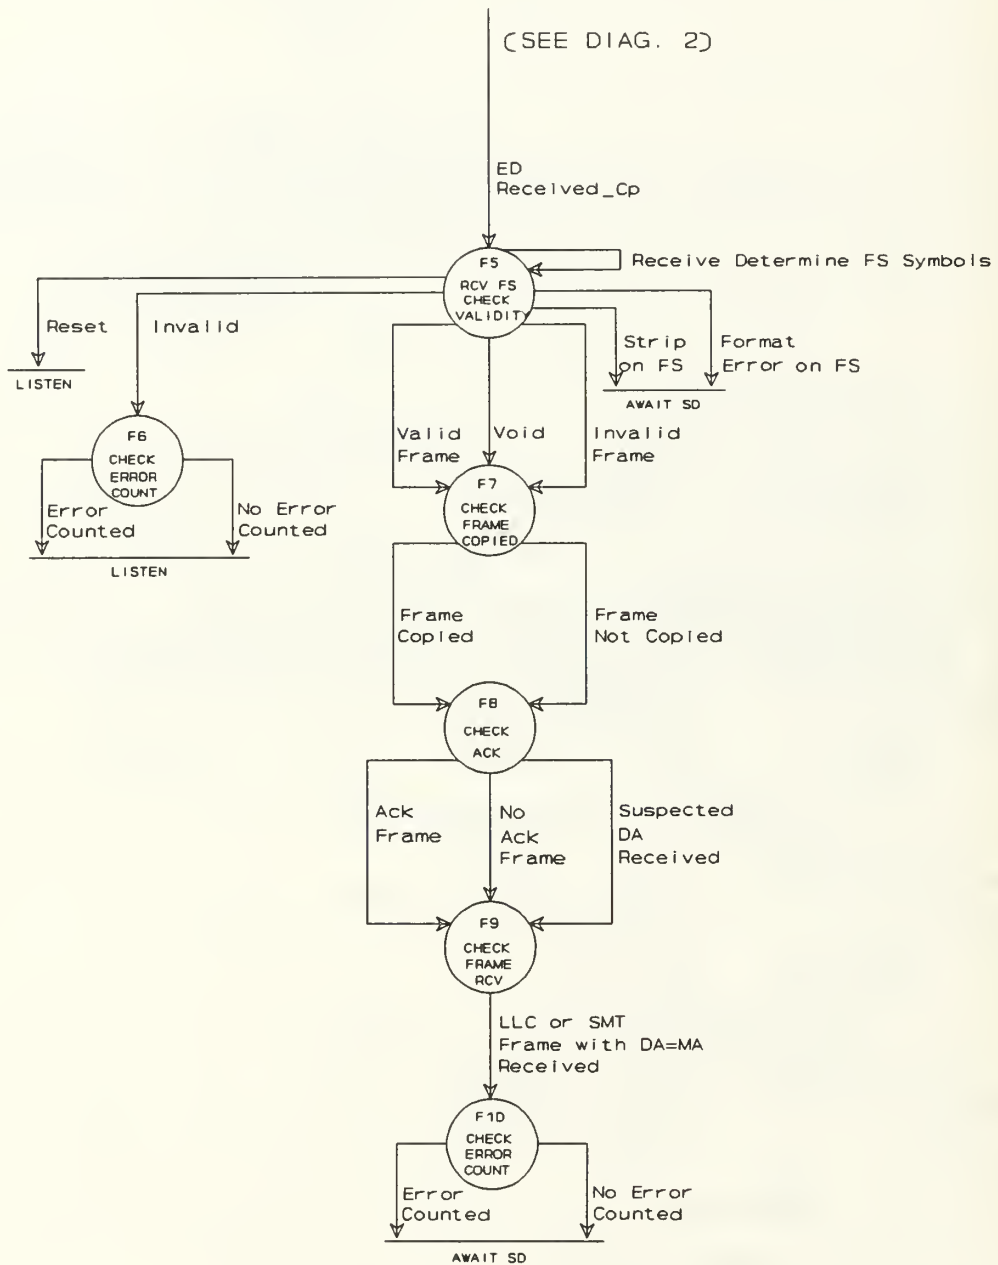 (SEE DIAG. 2)
ED
Received_Cp
F5
RCV FS
CHECK
VALIDITY
Receive Determine FS Symbols
Reset
Invalid
Strip
on FS
Format
Error on FS
LISTEN
AWAIT SD
F6
CHECK
ERROR
COUNT
Valid
Frame
Void
Invalid
Frame
F7
CHECK
FRAME
COPIED
Error
Counted
No Error
Counted
LISTEN
Frame
Copied
Frame
Not Copied
F8
CHECK
ACK
Ack
Frame
No
Ack
Frame
Suspected
DA
Received
F9
CHECK
FRAME
RCV
LLC or SMT
Frame with DA=MA
Received
F10
CHECK
ERROR
COUNT
Error
Counted
No Error
Counted
AWAIT SD